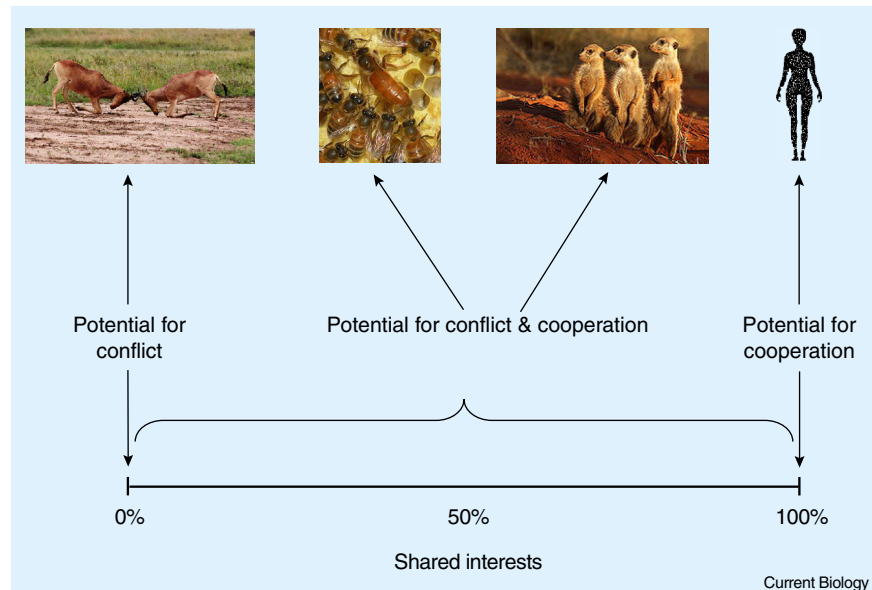 Potential for
conflict
Potential for conflict & cooperation
Potential for
cooperation
0%
50%
100%
Shared interests
Current Biology